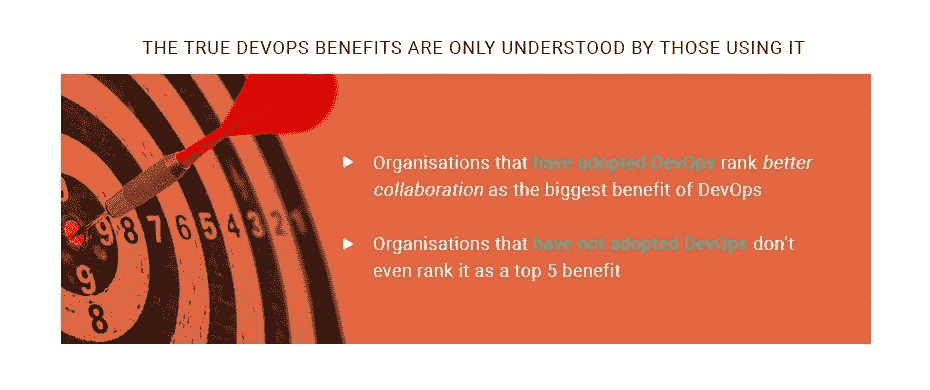 THE TRUE DEVOPS BENEFITS ARE ONLY UNDERSTOOD BY THOSE USING IT
Organisations that have adopted DevOps rank better
collaboration as the biggest benefit of DevOps
Organisations that have not adopted DevOps don't
even rank it as a top 5 benefit
9 8 7 6 5 4 3 2 1
9
8